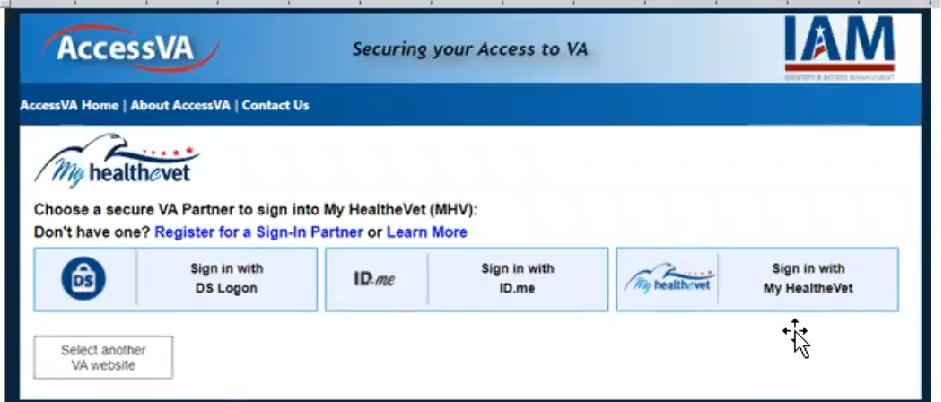 AccessVA
Securing your Access to VA
IAM
IDENTITY & ACCESS MANAGEMENT
AccessVA Home | About AccessVA | Contact Us
My healthevet
Choose a secure VA Partner to sign into My HealtheVet (MHV):
Don't have one? Register for a Sign-In Partner or Learn More
DS
Sign in with
DS Logon
ID.me
Sign in with
ID.me
My healthevet
Sign in with
My HealtheVet
Select another
VA website